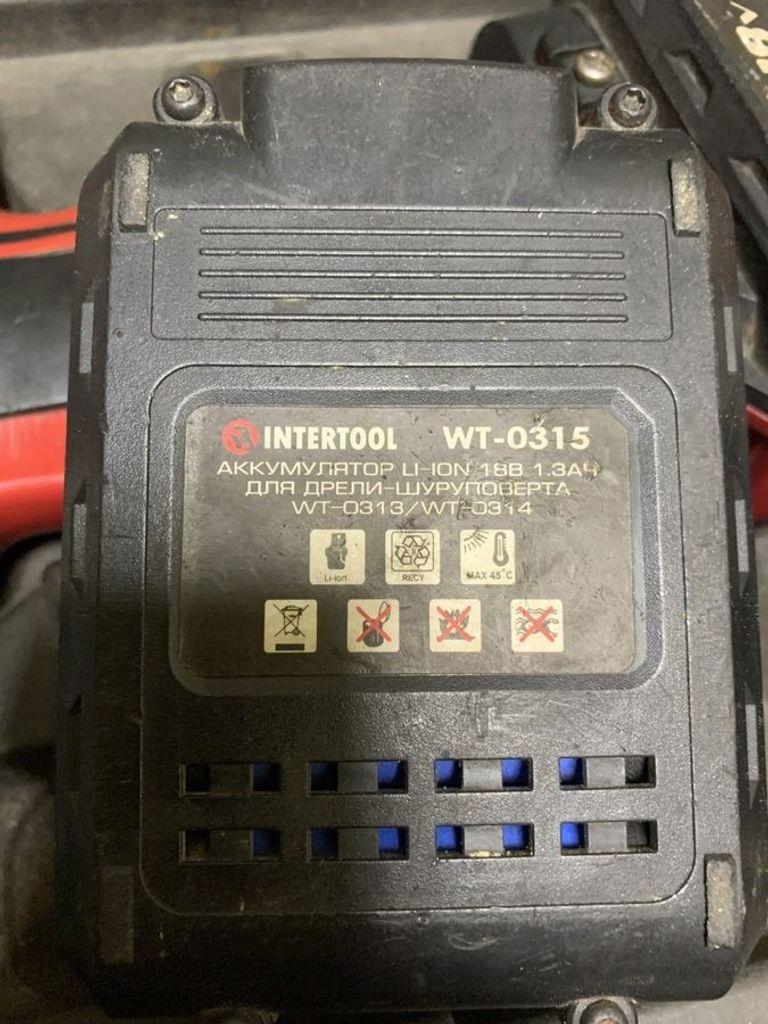 INTERTOOL WT-0315
АККУМУЛЯТОР LI-ION 18В 1.3АЧ
ДЛЯ ДРЕЛИ-ШУРУПОВЕРТА
WT-0313/WT-0314
Li-ion RECY MAX 45°C